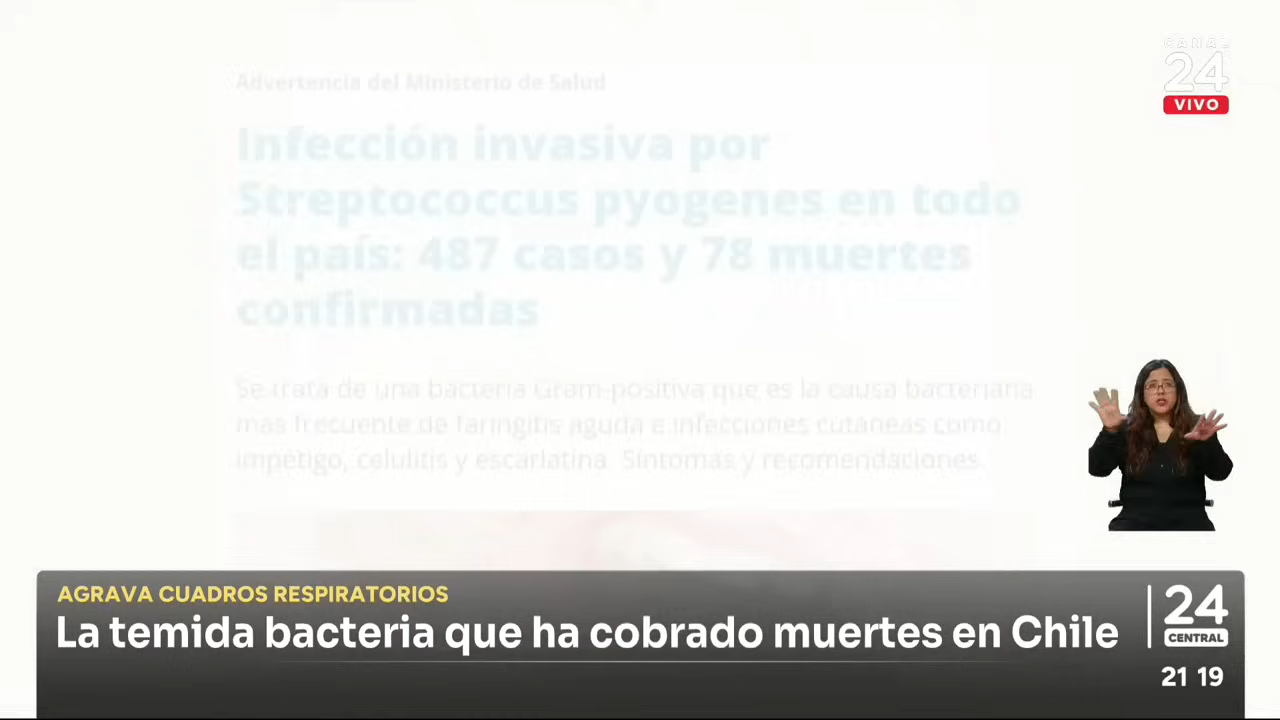 CANAL
24
VIVO
Advertencia del Ministerio de Salud
Infección invasiva por
Streptococcus pyogenes en todo
el país: 487 casos y 78 muertes
confirmadas
Se trata de una bacteria Gram-positiva que es la causa bacteriana
más frecuente de faringitis aguda e infecciones cutáneas como
impétigo, celulitis y escarlatina. Síntomas y recomendaciones.
AGRAVA CUADROS RESPIRATORIOS
La temida bacteria que ha cobrado muertes en Chile
24
CENTRAL
21 19